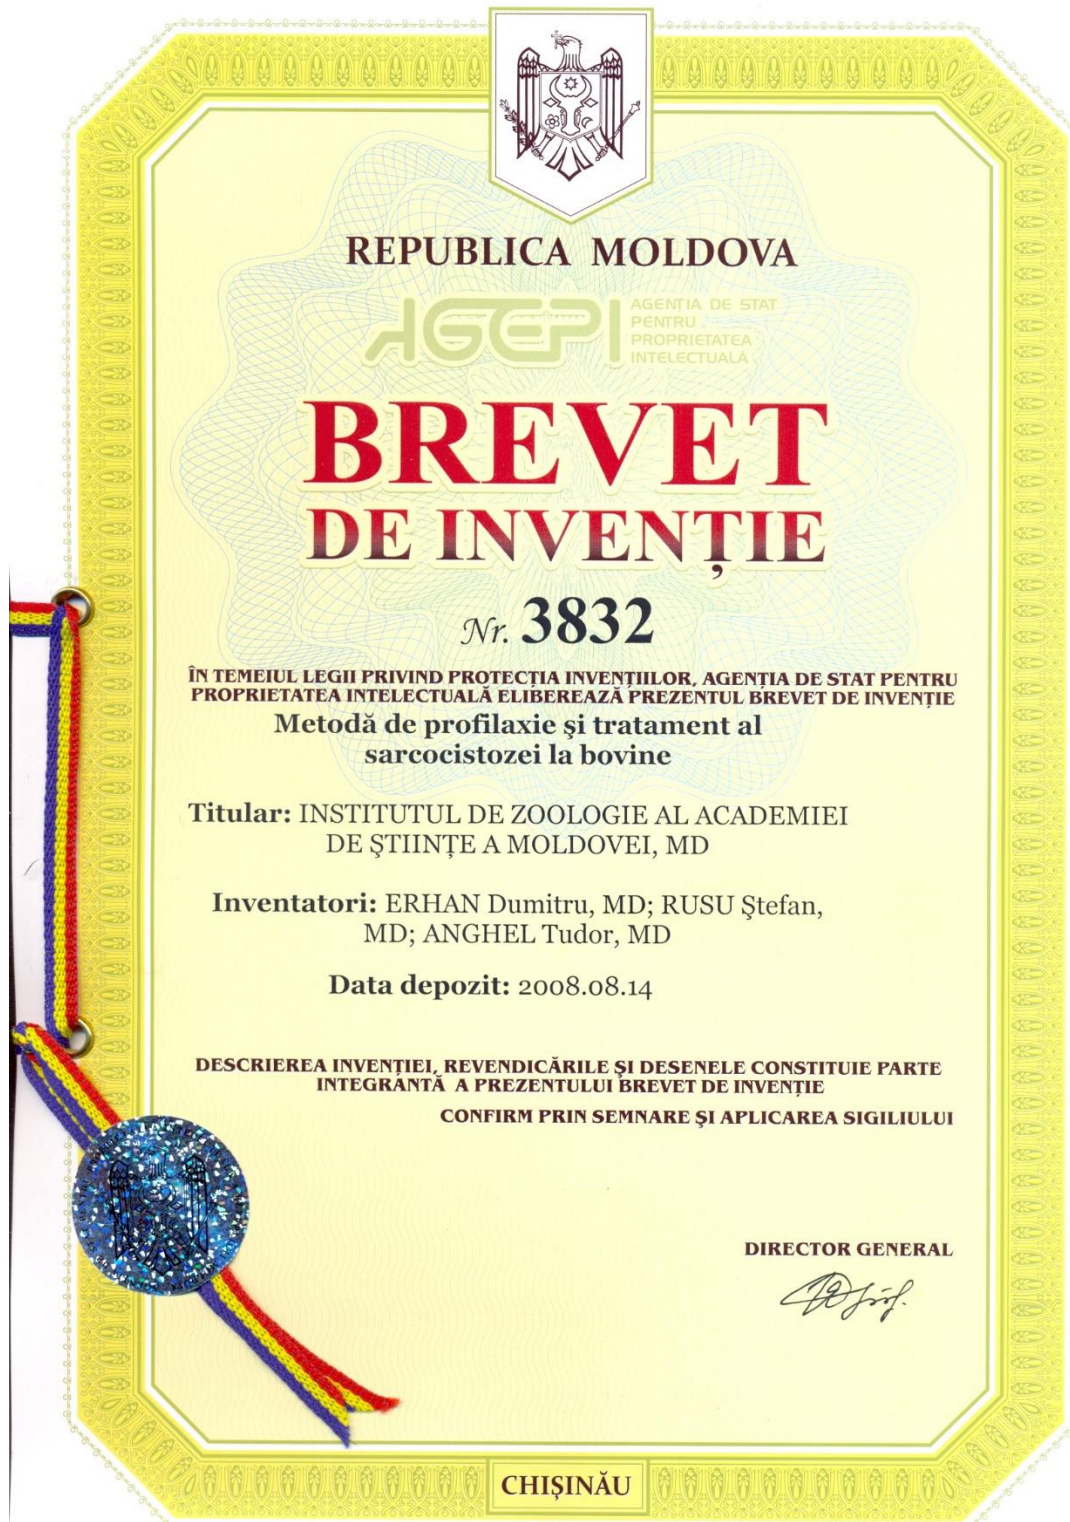 REPUBLICA MOLDOVA
AGEPI
AGENȚIA DE STAT
PENTRU
PROPRIETATEA
INTELECTUALĂ
BREVET
DE INVENȚIE
Nr. 3832
ÎN TEMEIUL LEGII PRIVIND PROTECȚIA INVENȚIILOR, AGENȚIA DE STAT PENTRU
PROPRIETATEA INTELECTUALĂ ELIBEREAZĂ PREZENTUL BREVET DE INVENȚIE
Metodă de profilaxie şi tratament al
sarcocistozei la bovine
Titular: INSTITUTUL DE ZOOLOGIE AL ACADEMIEI
DE ŞTIINŢE A MOLDOVEI, MD
Inventatori: ERHAN Dumitru, MD; RUSU Ştefan,
MD; ANGHEL Tudor, MD
Data depozit: 2008.08.14
DESCRIEREA INVENȚIEI, REVENDICĂRILE ȘI DESENELE CONSTITUIE PARTE
INTEGRANTĂ A PREZENTULUI BREVET DE INVENȚIE
CONFIRM PRIN SEMNARE ȘI APLICAREA SIGILIULUI
DIRECTOR GENERAL
CHIȘINĂU